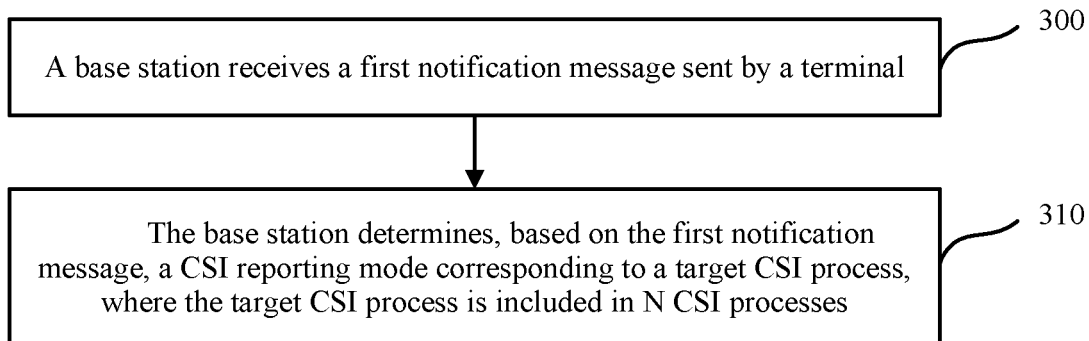 300
A base station receives a first notification message sent by a terminal
310
The base station determines, based on the first notification
message, a CSI reporting mode corresponding to a target CSI process,
where the target CSI process is included in N CSI processes